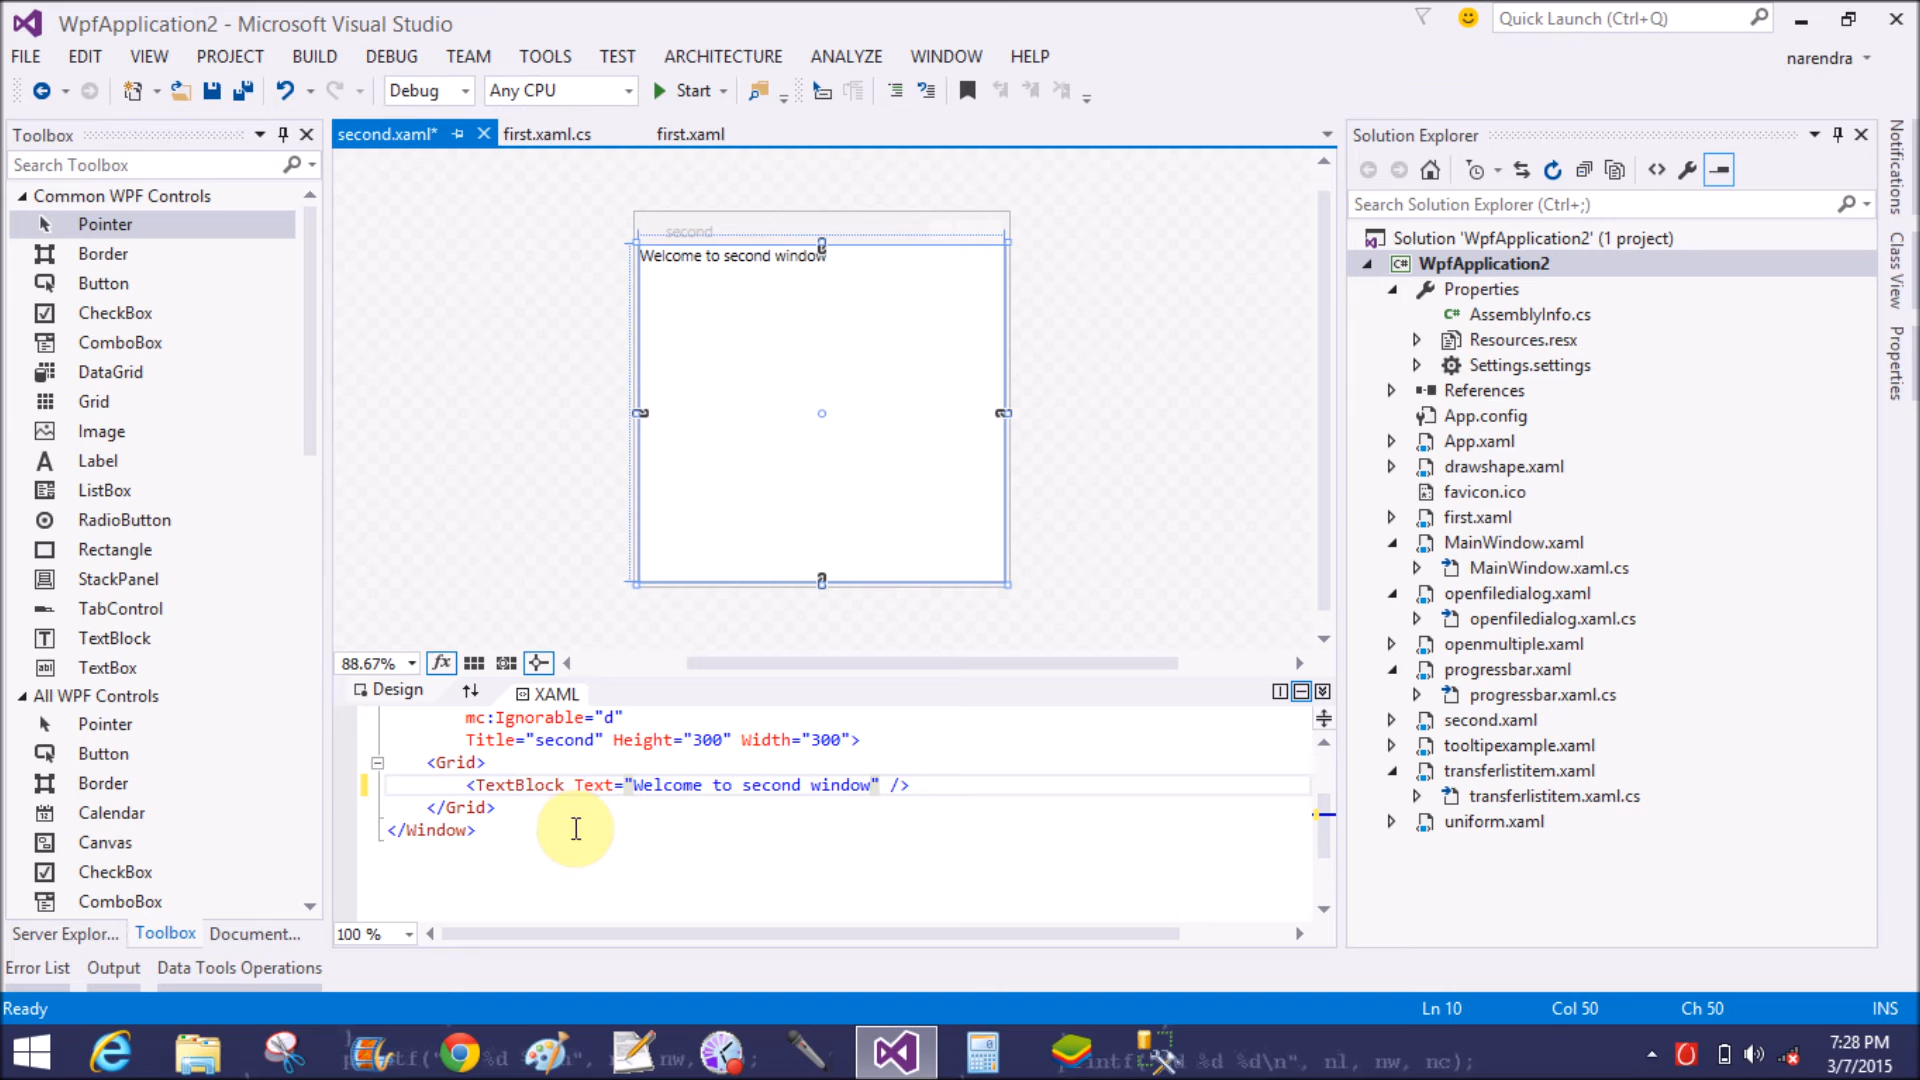 WpfApplication2 - Microsoft Visual Studio
Quick Launch (Ctrl+Q)
FILE EDIT VIEW PROJECT BUILD DEBUG TEAM TOOLS TEST ARCHITECTURE ANALYZE WINDOW HELP
narendra
Debug Any CPU Start
Toolbox
Search Toolbox
Common WPF Controls
Pointer
Border
Button
CheckBox
ComboBox
DataGrid
Grid
Image
Label
ListBox
RadioButton
Rectangle
StackPanel
TabControl
TextBlock
TextBox
All WPF Controls
Pointer
Button
Border
Calendar
Canvas
CheckBox
ComboBox
Server Explor... Toolbox Document...
second.xaml* first.xaml.cs first.xaml
second
Welcome to second window
88.67% fx
Design XAML
mc:Ignorable="d"
Title="second" Height="300" Width="300">
<Grid>
<TextBlock Text="Welcome to second window" />
</Grid>
</Window>
100 %
Solution Explorer
Search Solution Explorer (Ctrl+;)
Solution 'WpfApplication2' (1 project)
C# WpfApplication2
Properties
C# AssemblyInfo.cs
Resources.resx
Settings.settings
References
App.config
App.xaml
drawshape.xaml
favicon.ico
first.xaml
MainWindow.xaml
MainWindow.xaml.cs
openfiledialog.xaml
openfiledialog.xaml.cs
openmultiple.xaml
progressbar.xaml
progressbar.xaml.cs
second.xaml
tooltipexample.xaml
transferlistitem.xaml
transferlistitem.xaml.cs
uniform.xaml
Notifications
Class View
Properties
Error List Output Data Tools Operations
Ready Ln 10 Col 50 Ch 50 INS
%d %d\n", nl, nw, nc);
7:28 PM
3/7/2015